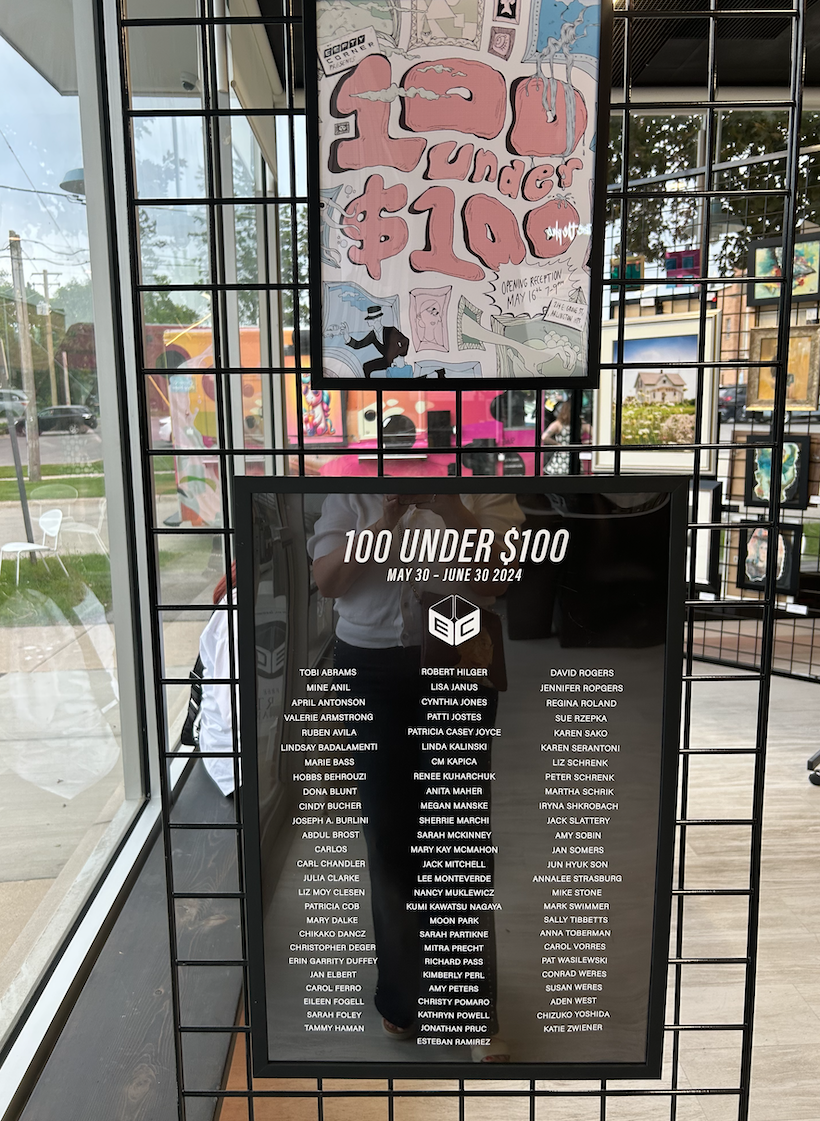 EMPTY
CORNER
PRESENTS
100
under
$100
OPENING RECEPTION
MAY 16th 7-9pm
100 UNDER $100
MAY 30 – JUNE 30 2024
EC
TOBI ABRAMS
MINE ANIL
APRIL ANTONSON
VALERIE ARMSTRONG
RUBEN AVILA
LINDSAY BADALAMENTI
MARIE BASS
HOBBS BEHROUZI
DONA BLUNT
CINDY BUCHER
JOSEPH A. BURLINI
ABDUL BROST
CARLOS
CARL CHANDLER
JULIA CLARKE
LIZ MOY CLESEN
PATRICIA COB
MARY DALKE
CHIKAKO DANCZ
CHRISTOPHER DEGER
ERIN GARRITY DUFFEY
JAN ELBERT
CAROL FERRO
EILEEN FOGELL
SARAH FOLEY
TAMMY HAMAN
ROBERT HILGER
LISA JANUS
CYNTHIA JONES
PATTI JOSTES
PATRICIA CASEY JOYCE
LINDA KALINSKI
CM KAPICA
RENEE KUHARCHUK
ANITA MAHER
MEGAN MANSKE
SHERRIE MARCHI
SARAH MCKINNEY
MARY KAY MCMAHON
JACK MITCHELL
LEE MONTEVERDE
NANCY MUKLEWICZ
KUMI KAWATSU NAGAYA
MOON PARK
SARAH PARTIKNE
MITRA PRECHT
RICHARD PASS
KIMBERLY PERL
AMY PETERS
CHRISTY POMARO
KATHRYN POWELL
JONATHAN PRUC
ESTEBAN RAMIREZ
DAVID ROGERS
JENNIFER ROPGERS
REGINA ROLAND
SUE RZEPKA
KAREN SAKO
KAREN SERANTONI
LIZ SCHRENK
PETER SCHRENK
MARTHA SCHRIK
IRYNA SHKROBACH
JACK SLATTERY
AMY SOBIN
JAN SOMERS
JUN HYUK SON
ANNALEE STRASBURG
MIKE STONE
MARK SWIMMER
SALLY TIBBETTS
ANNA TOBERMAN
CAROL VORRES
PAT WASILEWSKI
CONRAD WERES
SUSAN WERES
ADEN WEST
CHIZUKO YOSHIDA
KATIE ZWIENER